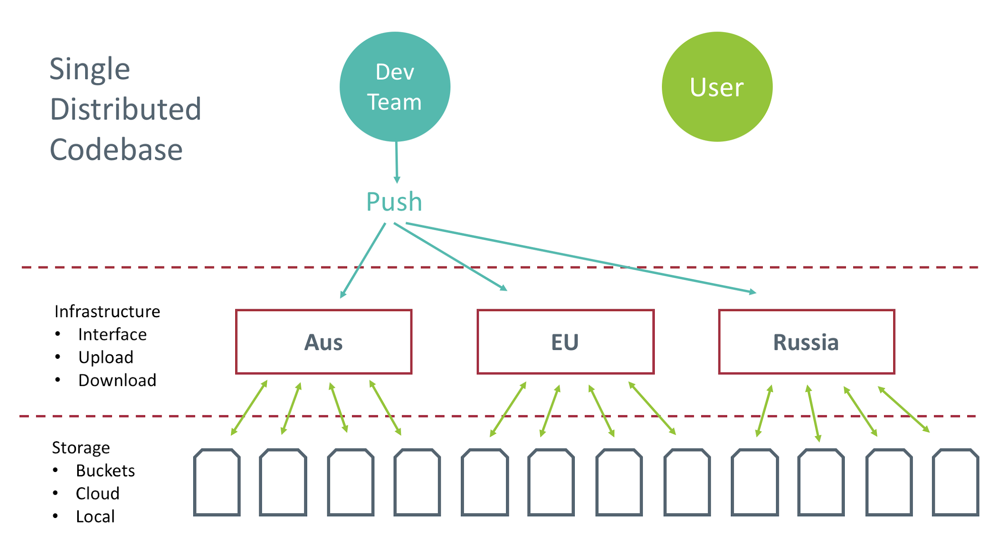 Single
Distributed
Codebase
Dev
Team
User
Push
Infrastructure
• Interface
• Upload
• Download
Aus
EU
Russia
Storage
• Buckets
• Cloud
• Local